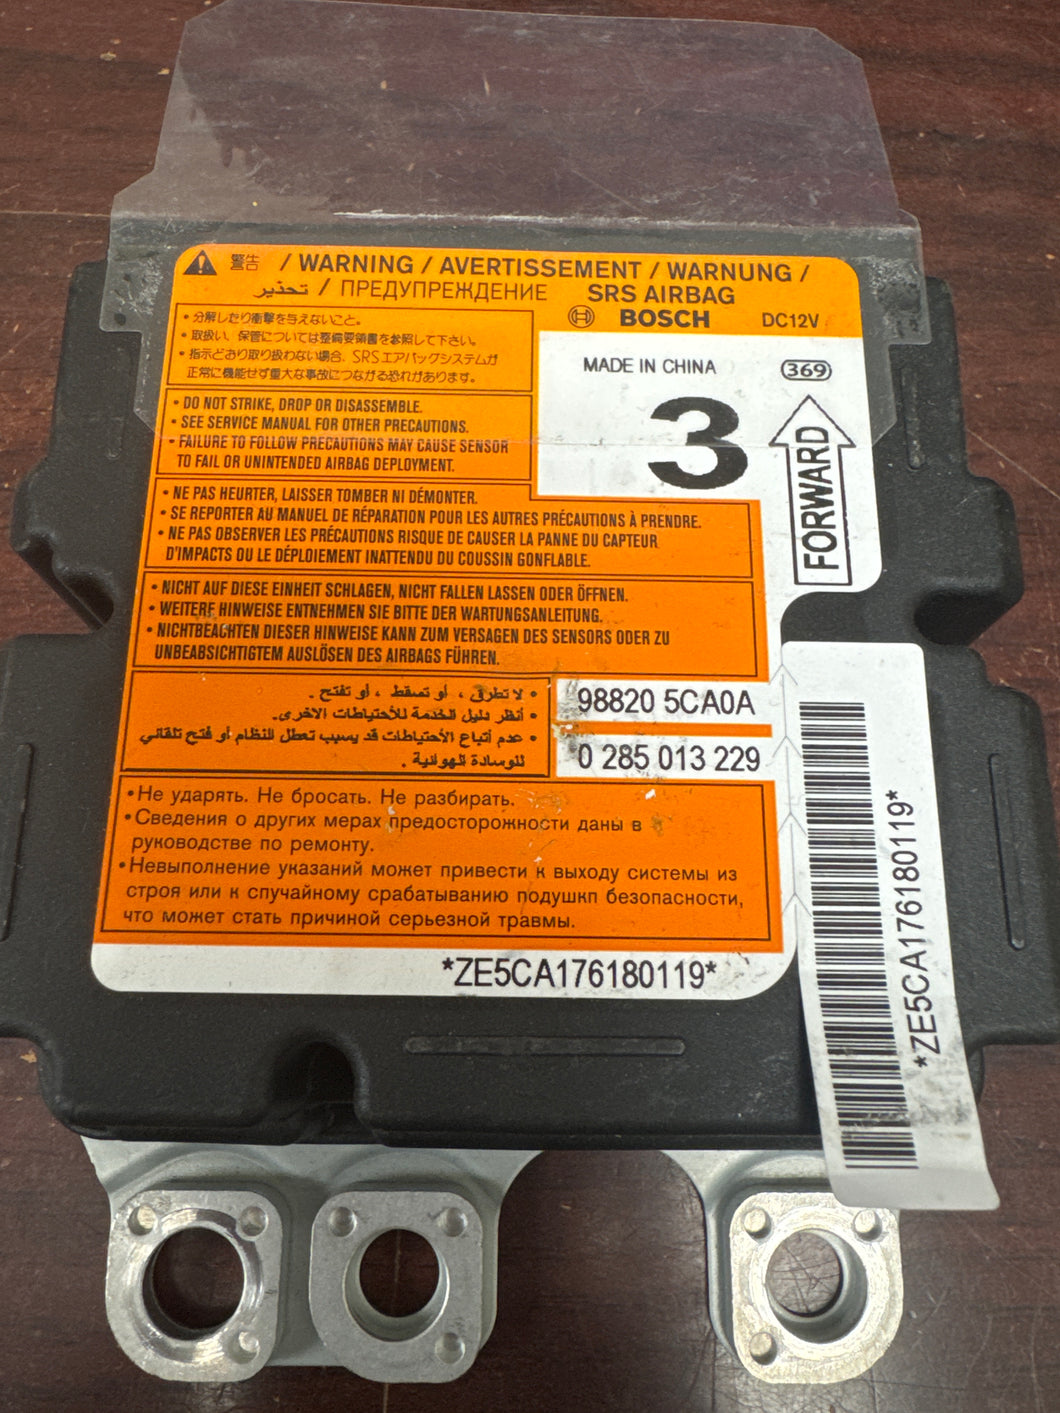 警告 / WARNING / AVERTISSEMENT / WARNUNG /
تحذير / ПРЕДУПРЕЖДЕНИЕ SRS AIRBAG
BOSCH DC12V
・分解したり衝撃を与えないこと。
・取扱い、保管については整備要領書を参照して下さい。
・指示どおり取り扱わない場合、SRSエアバックシステムが
正常に機能せず重大な事故につながる恐れがあります。
MADE IN CHINA 369
3
FORWARD
• DO NOT STRIKE, DROP OR DISASSEMBLE.
• SEE SERVICE MANUAL FOR OTHER PRECAUTIONS.
• FAILURE TO FOLLOW PRECAUTIONS MAY CAUSE SENSOR
TO FAIL OR UNINTENDED AIRBAG DEPLOYMENT.
• NE PAS HEURTER, LAISSER TOMBER NI DÉMONTER.
• SE REPORTER AU MANUEL DE RÉPARATION POUR LES AUTRES PRÉCAUTIONS À PRENDRE.
• NE PAS OBSERVER LES PRÉCAUTIONS RISQUE DE CAUSER LA PANNE DU CAPTEUR
D'IMPACTS OU LE DÉPLOIEMENT INATTENDU DU COUSSIN GONFLABLE.
• NICHT AUF DIESE EINHEIT SCHLAGEN, NICHT FALLEN LASSEN ODER ÖFFNEN.
• WEITERE HINWEISE ENTNEHMEN SIE BITTE DER WARTUNGSANLEITUNG.
• NICHTBEACHTEN DIESER HINWEISE KANN ZUM VERSAGEN DES SENSORS ODER ZU
UNBEABSICHTIGTEM AUSLÖSEN DES AIRBAGS FÜHREN.
• لا تطرق ، أو تسقط ، أو تفتح .
• أنظر دليل الخدمة للأحتياطات الاخرى.
• عدم أتباع الأحتياطات قد يسبب تعطل للنظام أو فتح تلقائي
للوسادة الهوائية .
98820 5CA0A
0 285 013 229
•Не ударять. Не бросать. Не разбирать.
•Сведения о других мерах предосторожности даны в
руководстве по ремонту.
•Невыполнение указаний может привести к выходу системы из
строя или к случайному срабатыванию подушкп безопасности,
что может стать причиной серьезной травмы.
*ZE5CA176180119*
*ZE5CA176180119*